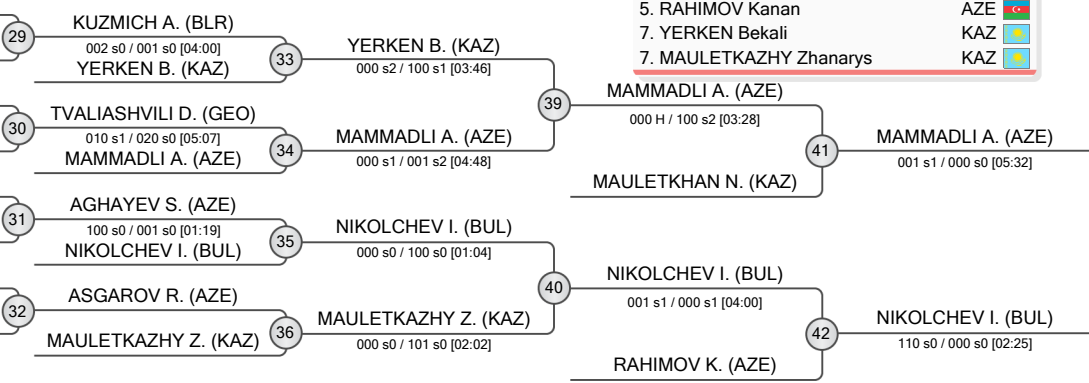 5. RAHIMOV Kanan AZE
7. YERKEN Bekali KAZ
7. MAULETKAZHY Zhanarys KAZ
29
KUZMICH A. (BLR)
002 s0 / 001 s0 [04:00]
YERKEN B. (KAZ)
33
YERKEN B. (KAZ)
000 s2 / 100 s1 [03:46]
30
TVALIASHVILI D. (GEO)
010 s1 / 020 s0 [05:07]
MAMMADLI A. (AZE)
34
MAMMADLI A. (AZE)
000 s1 / 001 s2 [04:48]
39
MAMMADLI A. (AZE)
000 H / 100 s2 [03:28]
MAULETKHAN N. (KAZ)
41
MAMMADLI A. (AZE)
001 s1 / 000 s0 [05:32]
31
AGHAYEV S. (AZE)
100 s0 / 001 s0 [01:19]
NIKOLCHEV I. (BUL)
35
NIKOLCHEV I. (BUL)
000 s0 / 100 s0 [01:04]
32
ASGAROV R. (AZE)
MAULETKAZHY Z. (KAZ)
36
MAULETKAZHY Z. (KAZ)
000 s0 / 101 s0 [02:02]
40
NIKOLCHEV I. (BUL)
001 s1 / 000 s1 [04:00]
RAHIMOV K. (AZE)
42
NIKOLCHEV I. (BUL)
110 s0 / 000 s0 [02:25]